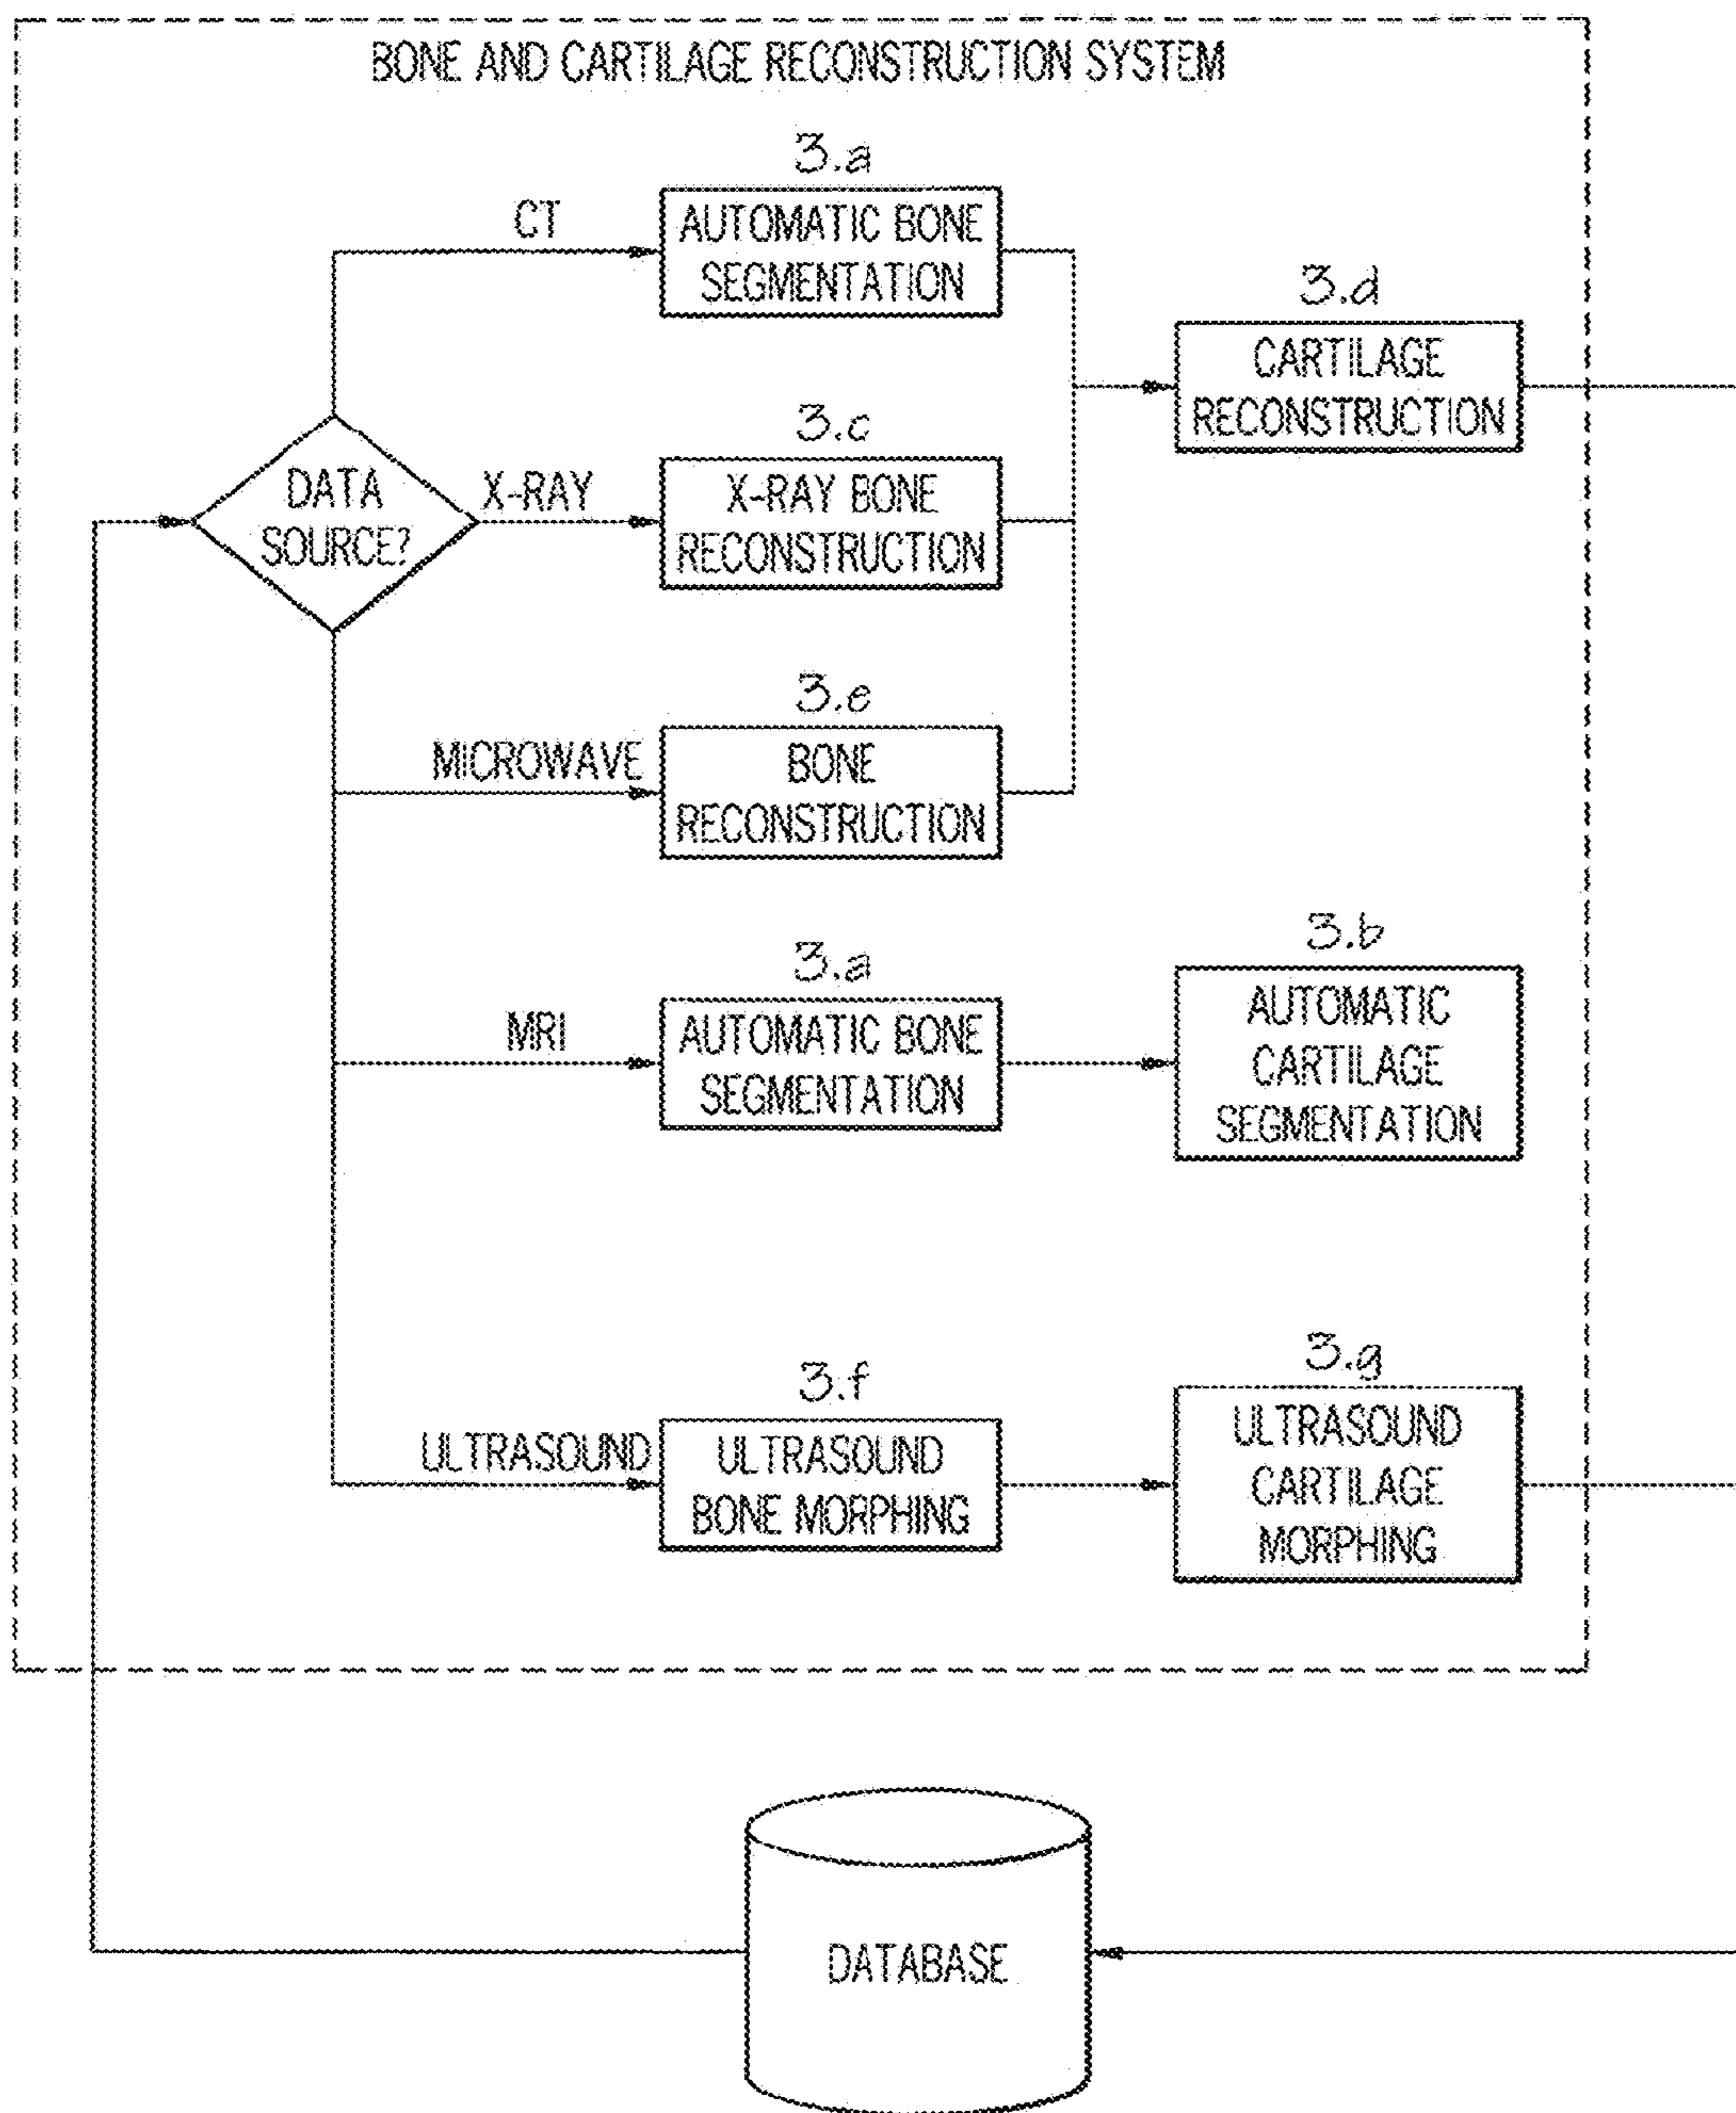 BONE AND CARTILAGE RECONSTRUCTION SYSTEM
3.a
CT
AUTOMATIC BONE
SEGMENTATION
3.d
CARTILAGE
RECONSTRUCTION
3.c
DATA
SOURCE?
X-RAY
X-RAY BONE
RECONSTRUCTION
3.e
MICROWAVE
BONE
RECONSTRUCTION
3.a
MRI
AUTOMATIC BONE
SEGMENTATION
3.b
AUTOMATIC
CARTILAGE
SEGMENTATION
3.f
ULTRASOUND
ULTRASOUND
BONE MORPHING
3.g
ULTRASOUND
CARTILAGE
MORPHING
DATABASE